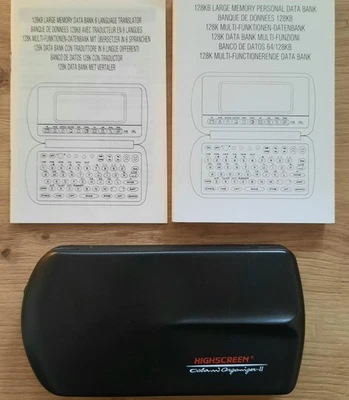 128KB LARGE MEMORY DATA BANK 6 LANGUAGE TRANSLATOR
BANQUE DE DONNEES 128KB AVEC TRADUCTEUR EN 6 LANGUES
128K MULTI-FUNKTIONEN-DATENBANK MIT ÜBERSETZER IN 6 SPRACHEN
128K DATA BANK CON TRADUTTORE IN 6 LINGUE DIFFERENTI
BANCO DE DATOS 128 CON TRADUCTOR
128K DATA BANK MET VERTALER
128KB LARGE MEMORY PERSONAL DATA BANK
BANQUE DE DONNEES 128KB
128K MULTI-FUNKTIONEN-DATENBANK
128K DATA BANK MULTI-FUNZIONI
BANCO DE DATOS 64/128KB
128K MULTI-FUNCTIONERENDE DATA BANK
HIGHSCREEN
Colani Organizer-II